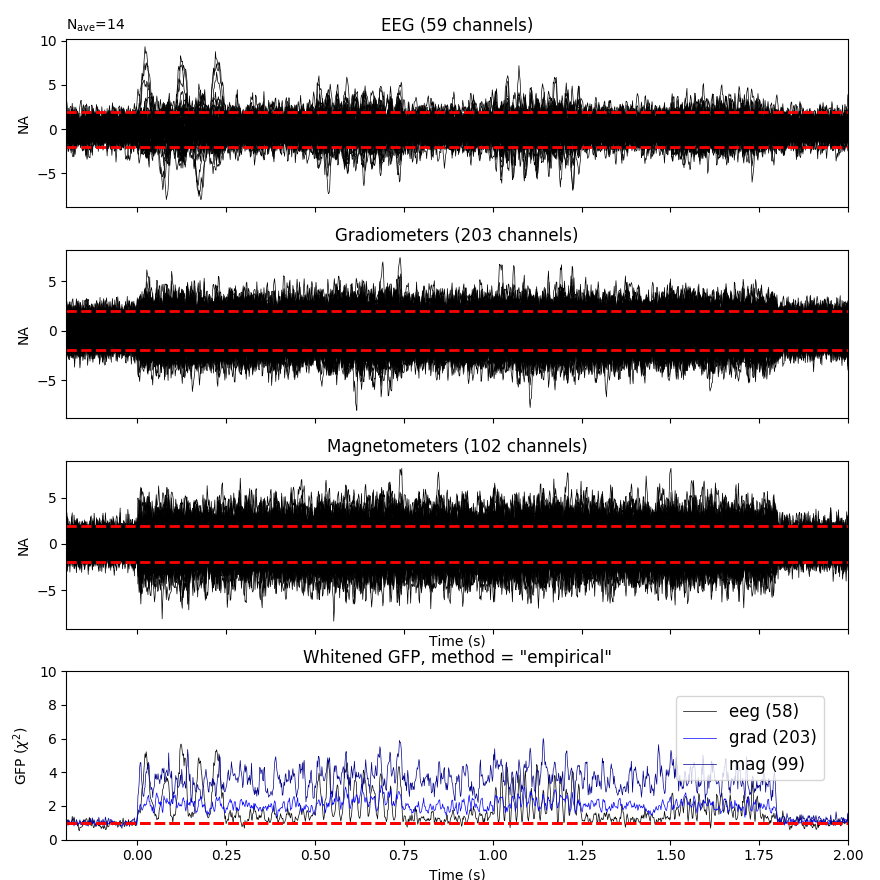 N_ave=14
EEG (59 channels)
10
5
0
−5
NA
Gradiometers (203 channels)
5
0
−5
NA
Magnetometers (102 channels)
5
0
−5
NA
Time (s)
Whitened GFP, method = "empirical"
10
8
6
4
2
0
GFP (χ²)
eeg (58)
grad (203)
mag (99)
0.00 0.25 0.50 0.75 1.00 1.25 1.50 1.75 2.00
Time (s)